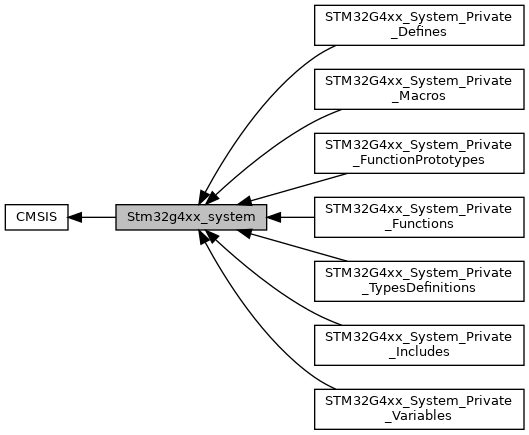 STM32G4xx_System_Private
_Defines
STM32G4xx_System_Private
_Macros
STM32G4xx_System_Private
_FunctionPrototypes
CMSIS
Stm32g4xx_system
STM32G4xx_System_Private
_Functions
STM32G4xx_System_Private
_TypesDefinitions
STM32G4xx_System_Private
_Includes
STM32G4xx_System_Private
_Variables